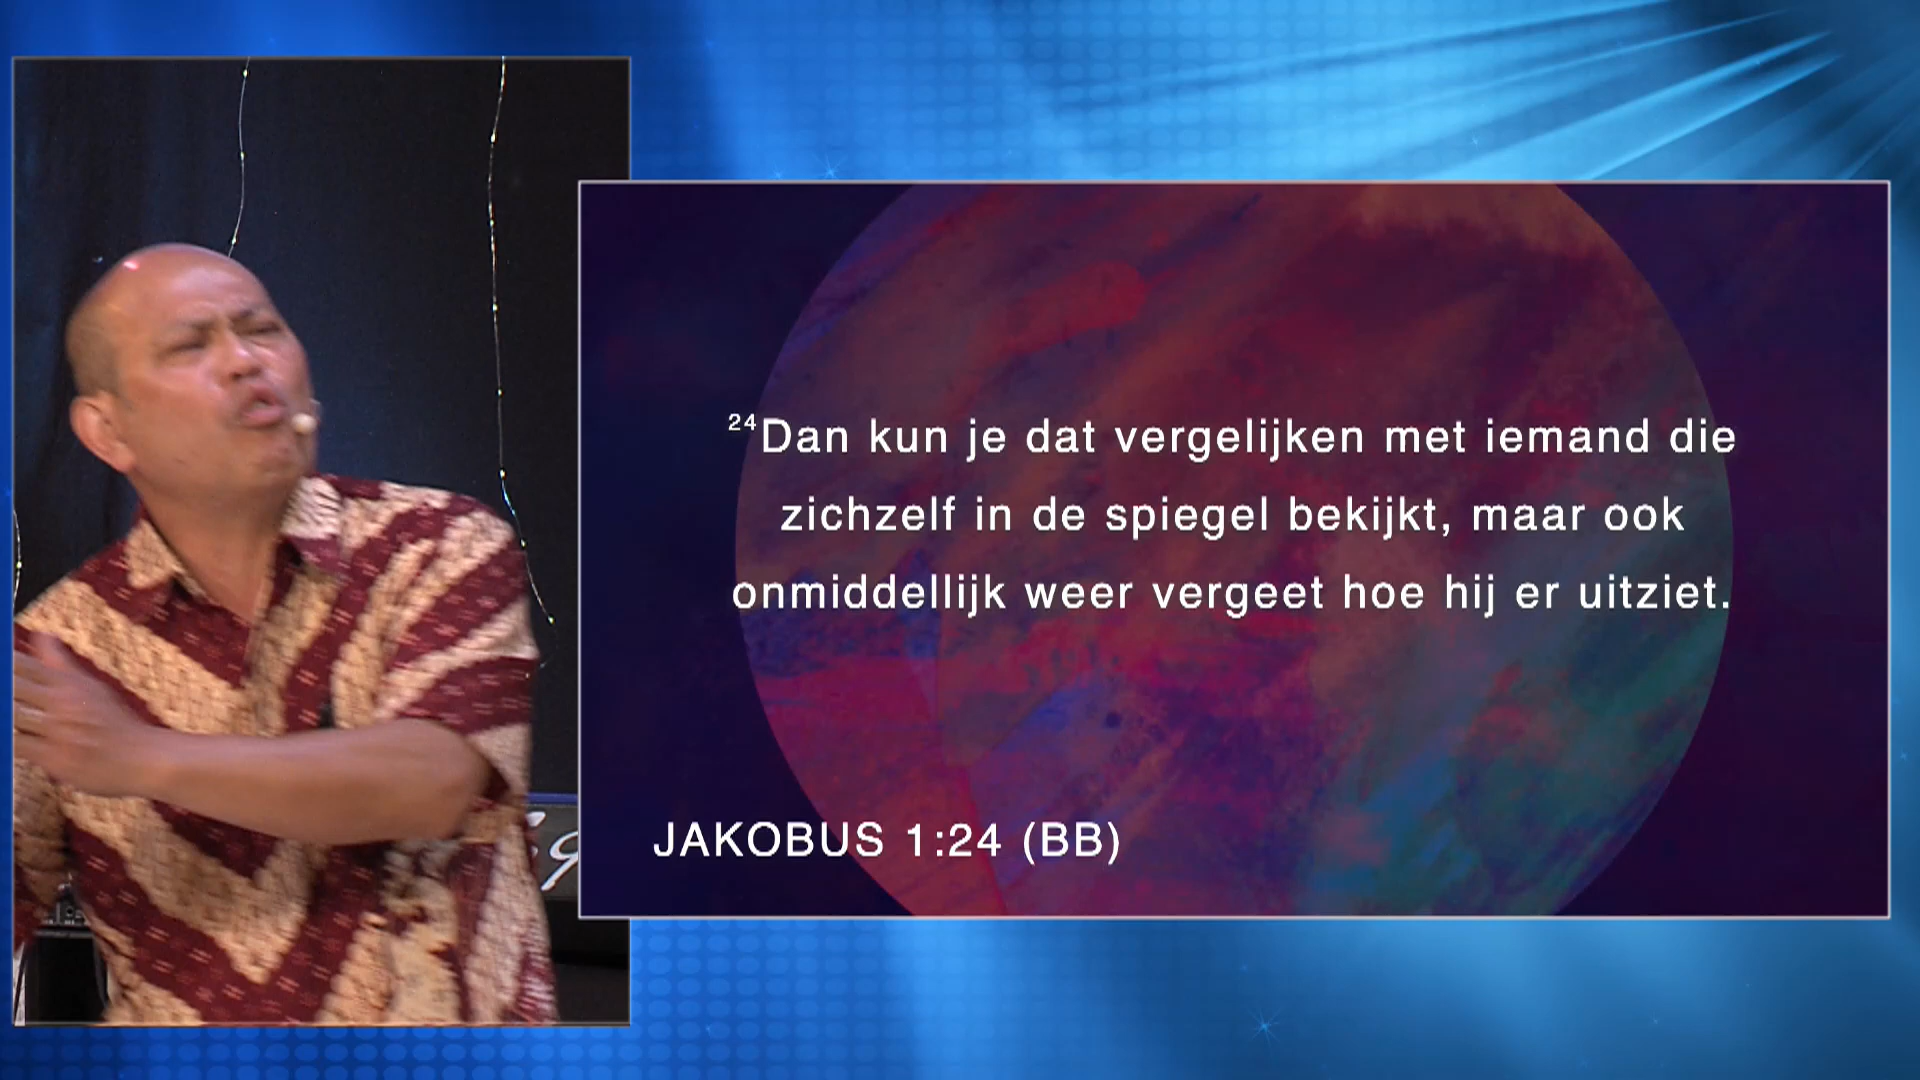 ²⁴Dan kun je dat vergelijken met iemand die
zichzelf in de spiegel bekijkt, maar ook
onmiddellijk weer vergeet hoe hij er uitziet.
JAKOBUS 1:24 (BB)